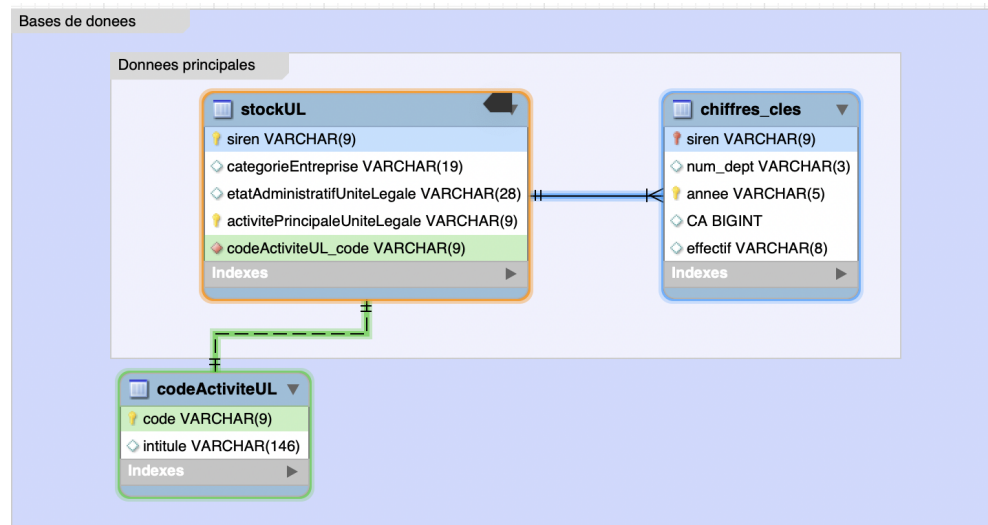 Bases de donees
Donnees principales
stockUL
siren VARCHAR(9)
categorieEntreprise VARCHAR(19)
etatAdministratifUniteLegale VARCHAR(28)
activitePrincipaleUniteLegale VARCHAR(9)
codeActiviteUL_code VARCHAR(9)
Indexes
chiffres_cles
siren VARCHAR(9)
num_dept VARCHAR(3)
annee VARCHAR(5)
CA BIGINT
effectif VARCHAR(8)
Indexes
codeActiviteUL
code VARCHAR(9)
intitule VARCHAR(146)
Indexes